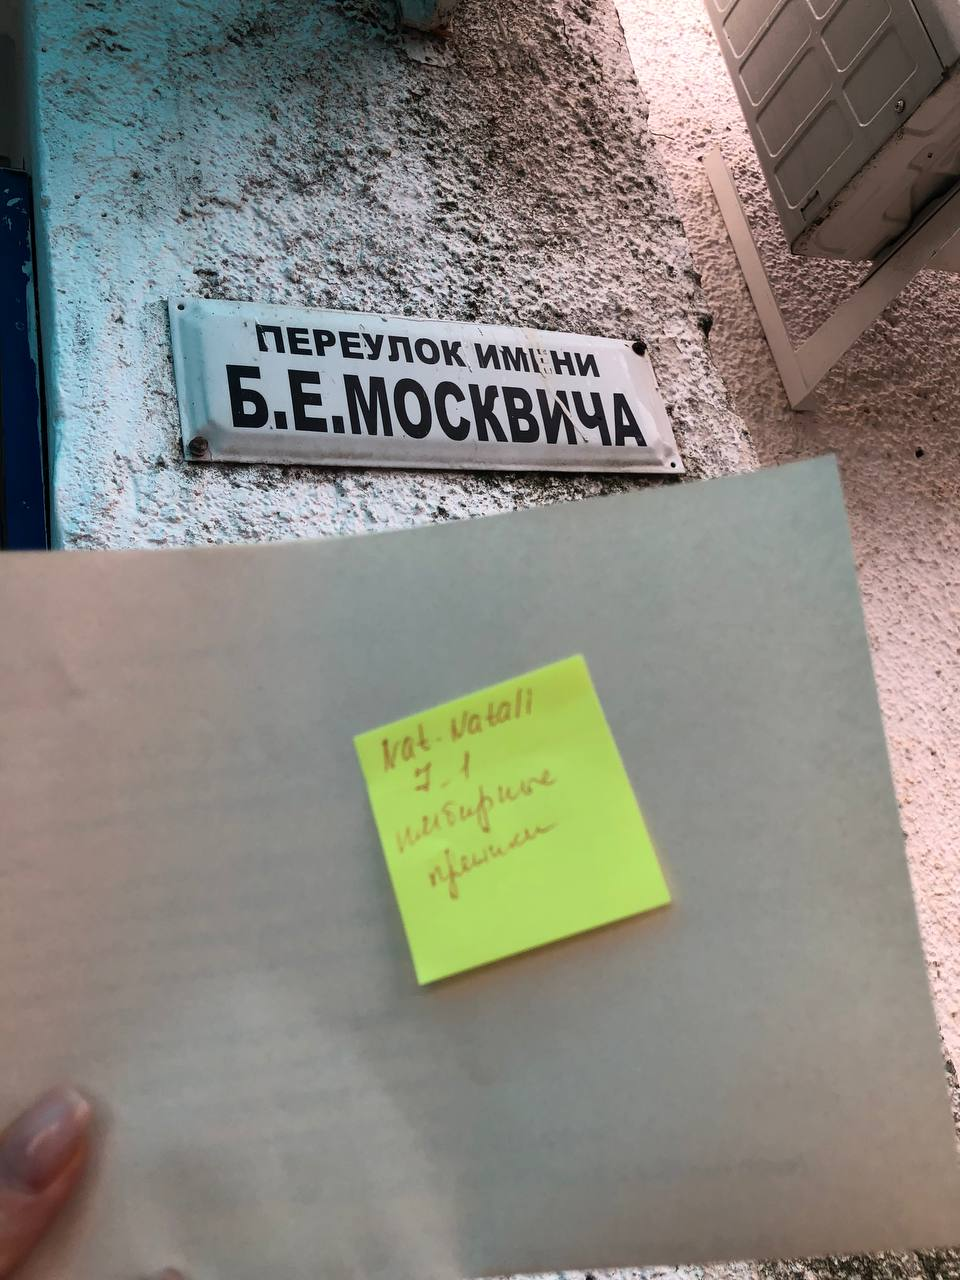 ПЕРЕУЛОК ИМЕНИ
Б.Е.МОСКВИЧА
Nat-Natali
7-1
имбирные
пряники